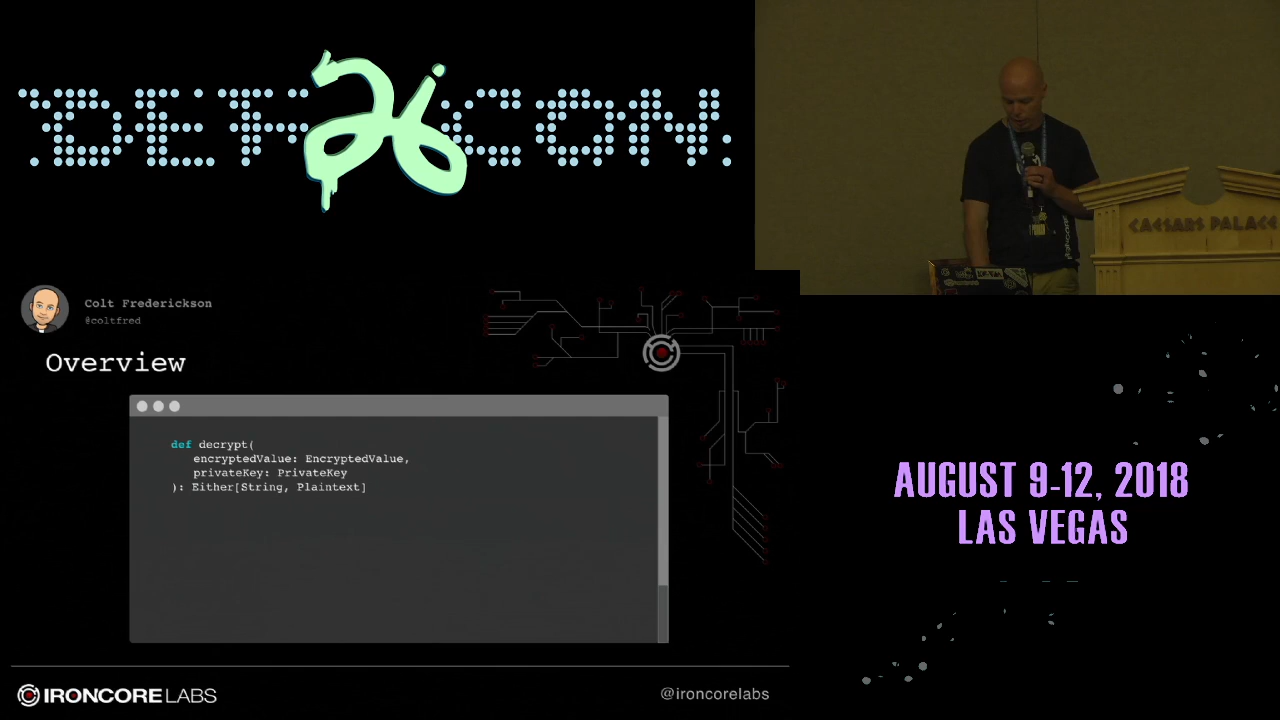 DEF 26 CON
CAESARS PALACE
Colt Frederickson
@coltfred
Overview
def decrypt(
encryptedValue: EncryptedValue,
privateKey: PrivateKey
): Either[String, Plaintext]
AUGUST 9-12, 2018
LAS VEGAS
IRONCORE LABS
@ironcorelabs